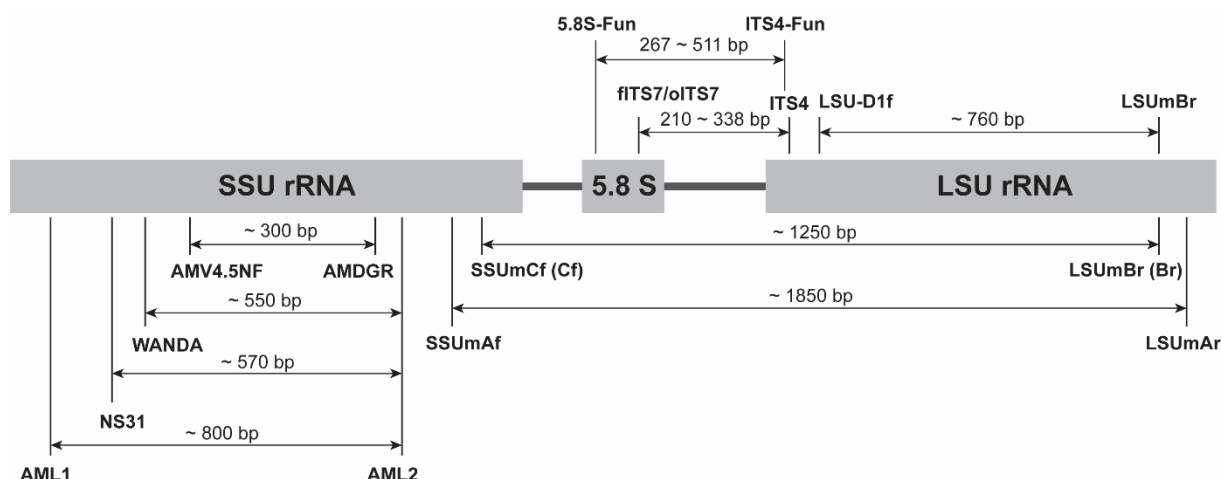 5.8S-Fun ITS4-Fun
267 ~ 511 bp
fITS7/oITS7 ITS4 LSU-D1f LSUmBr
210 ~ 338 bp ~ 760 bp
SSU rRNA 5.8 S LSU rRNA
~ 300 bp ~ 1250 bp
AMV4.5NF AMDGR SSUmCf (Cf) LSUmBr (Br)
~ 550 bp ~ 1850 bp
WANDA SSUmAf LSUmAr
~ 570 bp
NS31
~ 800 bp
AML1 AML2